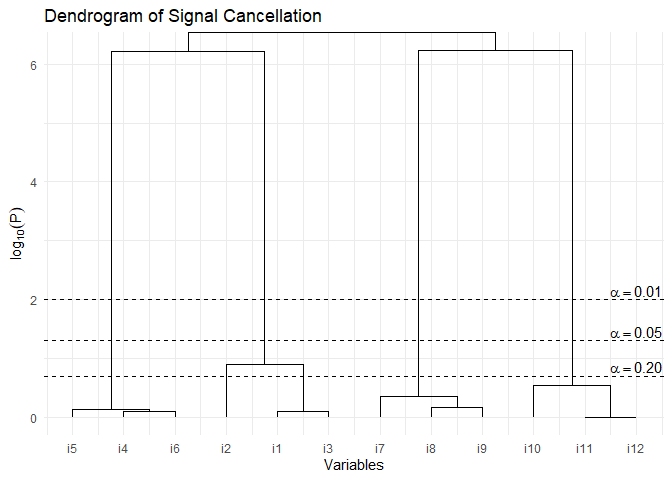 Dendrogram of Signal Cancellation
log₁₀(P)
6
4
2
0
α = 0.01
α = 0.05
α = 0.20
i5 i4 i6 i2 i1 i3 i7 i8 i9 i10 i11 i12
Variables